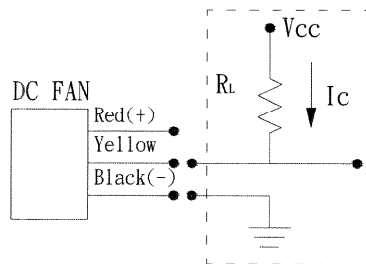 Vcc
DC FAN
RL
Ic
Red(+)
Yellow
Black(-)